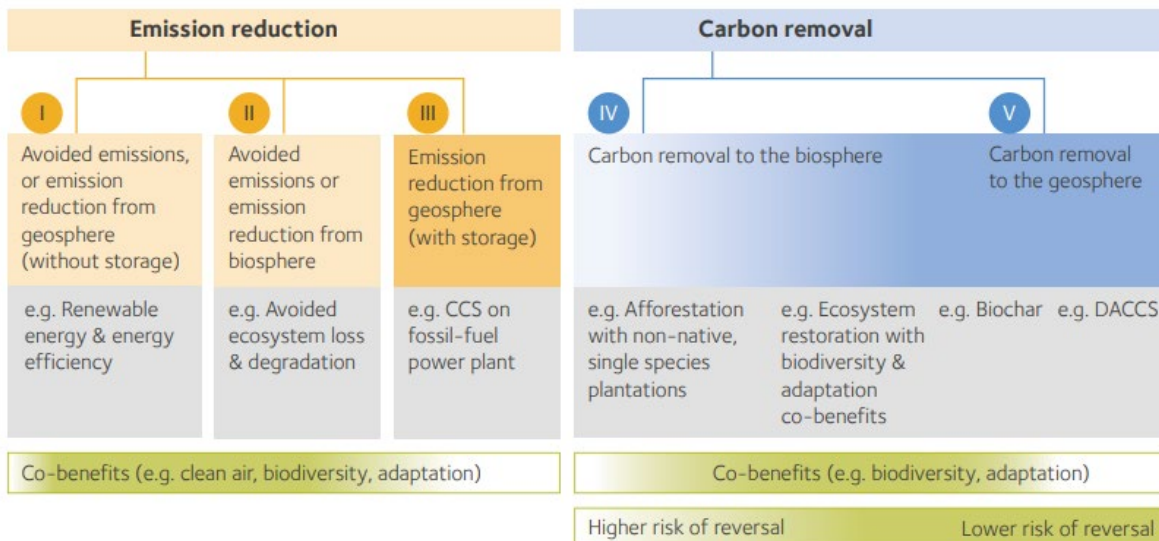 Emission reduction
I
Avoided emissions,
or emission
reduction from
geosphere
(without storage)
e.g. Renewable
energy & energy
efficiency
II
Avoided
emissions or
emission
reduction from
biosphere
e.g. Avoided
ecosystem loss
& degradation
III
Emission
reduction from
geosphere
(with storage)
e.g. CCS on
fossil-fuel
power plant
Co-benefits (e.g. clean air, biodiversity, adaptation)
Carbon removal
IV
Carbon removal to the biosphere
V
Carbon removal
to the geosphere
e.g. Afforestation
with non-native,
single species
plantations
e.g. Ecosystem
restoration with
biodiversity &
adaptation
co-benefits
e.g. Biochar
e.g. DACCS
Co-benefits (e.g. biodiversity, adaptation)
Higher risk of reversal
Lower risk of reversal